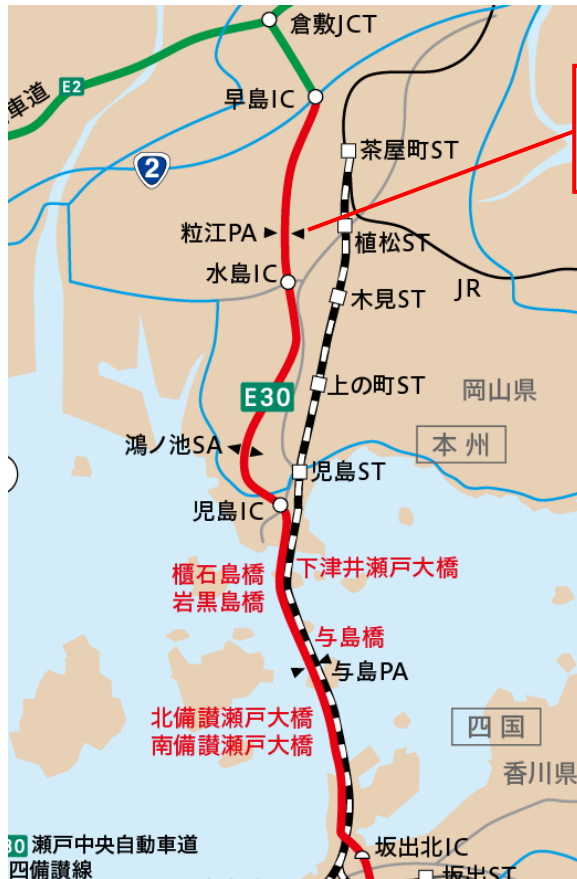 倉敷JCT
E2
車道
早島IC
茶屋町ST
2
粒江PA
植松ST
水島IC
木見ST
JR
上の町ST
岡山県
E30
本州
鴻ノ池SA
児島ST
児島IC
下津井瀬戸大橋
櫃石島橋
岩黒島橋
与島橋
与島PA
北備讃瀬戸大橋
南備讃瀬戸大橋
四国
香川県
30 瀬戸中央自動車道
四備讃線
坂出北IC
坂出ST